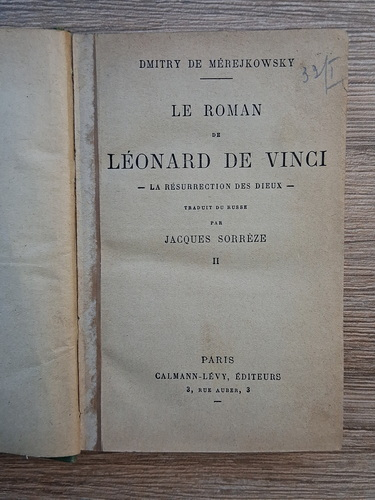 DMITRY DE MÉREJKOWSKY
33/I
LE ROMAN
DE
LÉONARD DE VINCI
— LA RÉSURRECTION DES DIEUX —
TRADUIT DU RUSSE
PAR
JACQUES SORRÈZE
II
PARIS
CALMANN-LÉVY, ÉDITEURS
3, RUE AUBER, 3